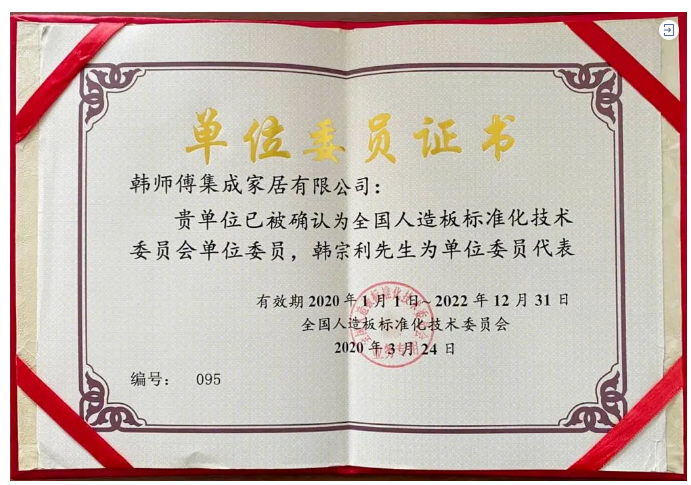 单位委员证书
韩师傅集成家居有限公司：
贵单位已被确认为全国人造板标准化技术
委员会单位委员，韩宗利先生为单位委员代表
有效期2020年1月1日~2022年12月31日
全国人造板标准化技术委员会
2020年3月24日
编号： 095